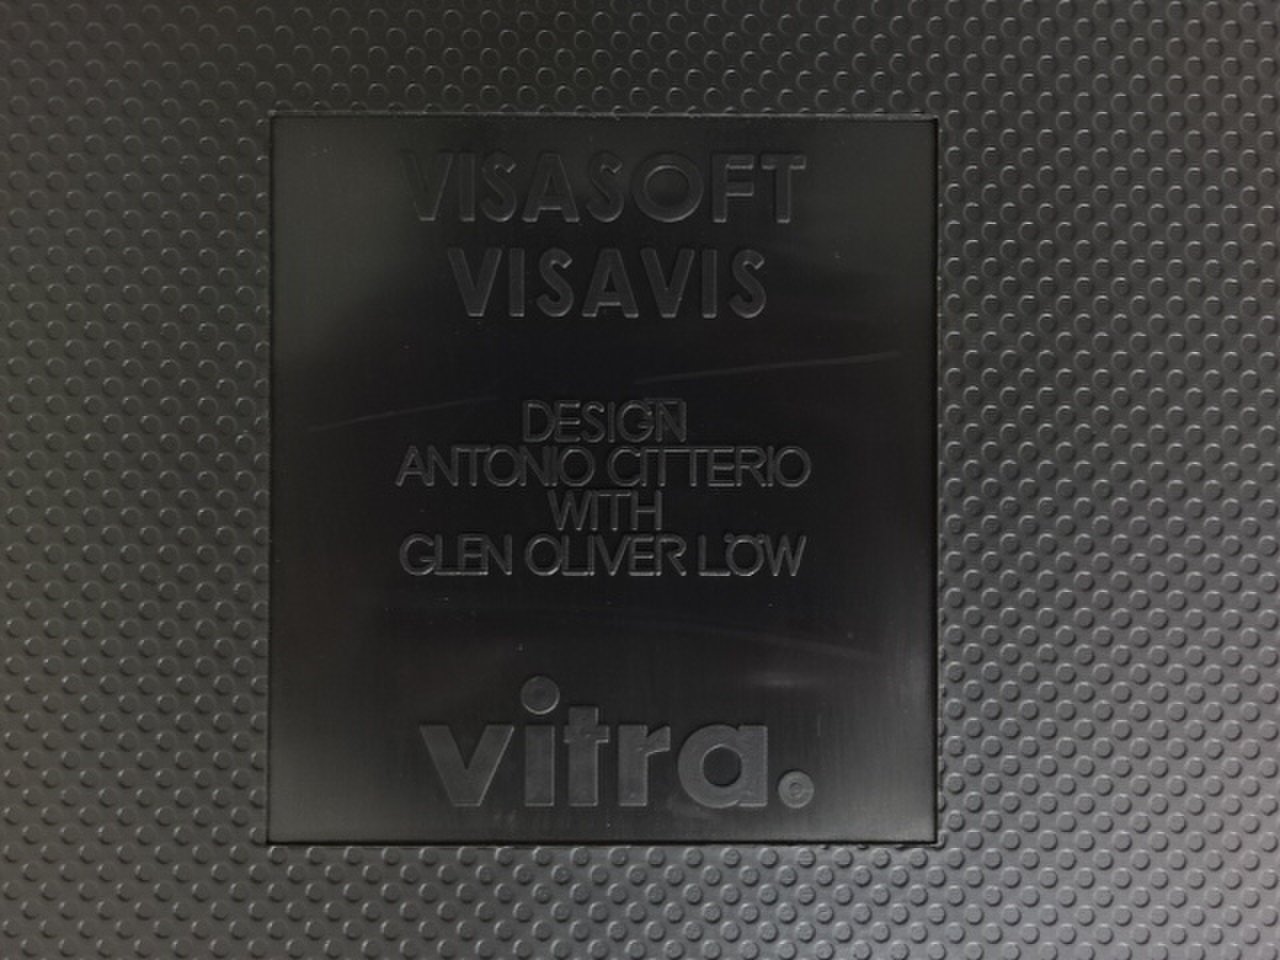 VISASOFT
VISAVIS
DESIGN
ANTONIO CITTERIO
WITH
GLEN OLIVER LÖW
vitra.